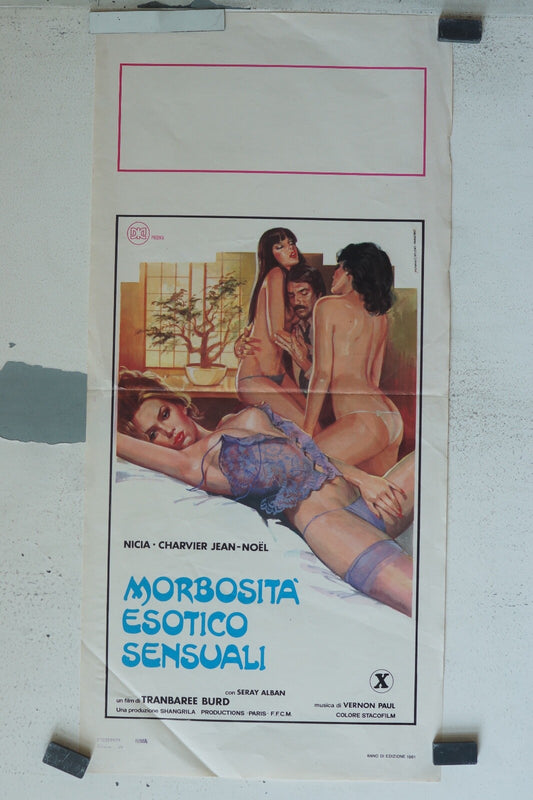 NICIA - CHARVIER JEAN-NOËL
MORBOSITA'
ESOTICO
SENSUALI
X
con SERAY ALBAN
un film di TRANBAREE BURD
musica di VERNON PAUL
Una produzione SHANGRILA PRODUCTIONS - PARIS - F.F.C.M.
COLORE STACOFILM
ROMA
ANNO DI EDIZIONE 1981